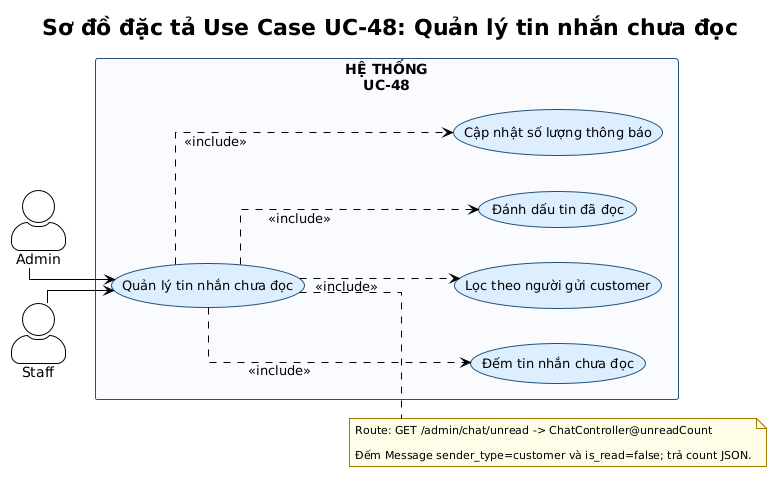 Sơ đồ đặc tả Use Case UC-48: Quản lý tin nhắn chưa đọc
HỆ THỐNG
UC-48
Cập nhật số lượng thông báo
«include»
Đánh dấu tin đã đọc
«include»
Admin
Quản lý tin nhắn chưa đọc
«include»
Lọc theo người gửi customer
Staff
Đếm tin nhắn chưa đọc
«include»
Route: GET /admin/chat/unread -> ChatController@unreadCount
Đếm Message sender_type=customer và is_read=false; trả count JSON.